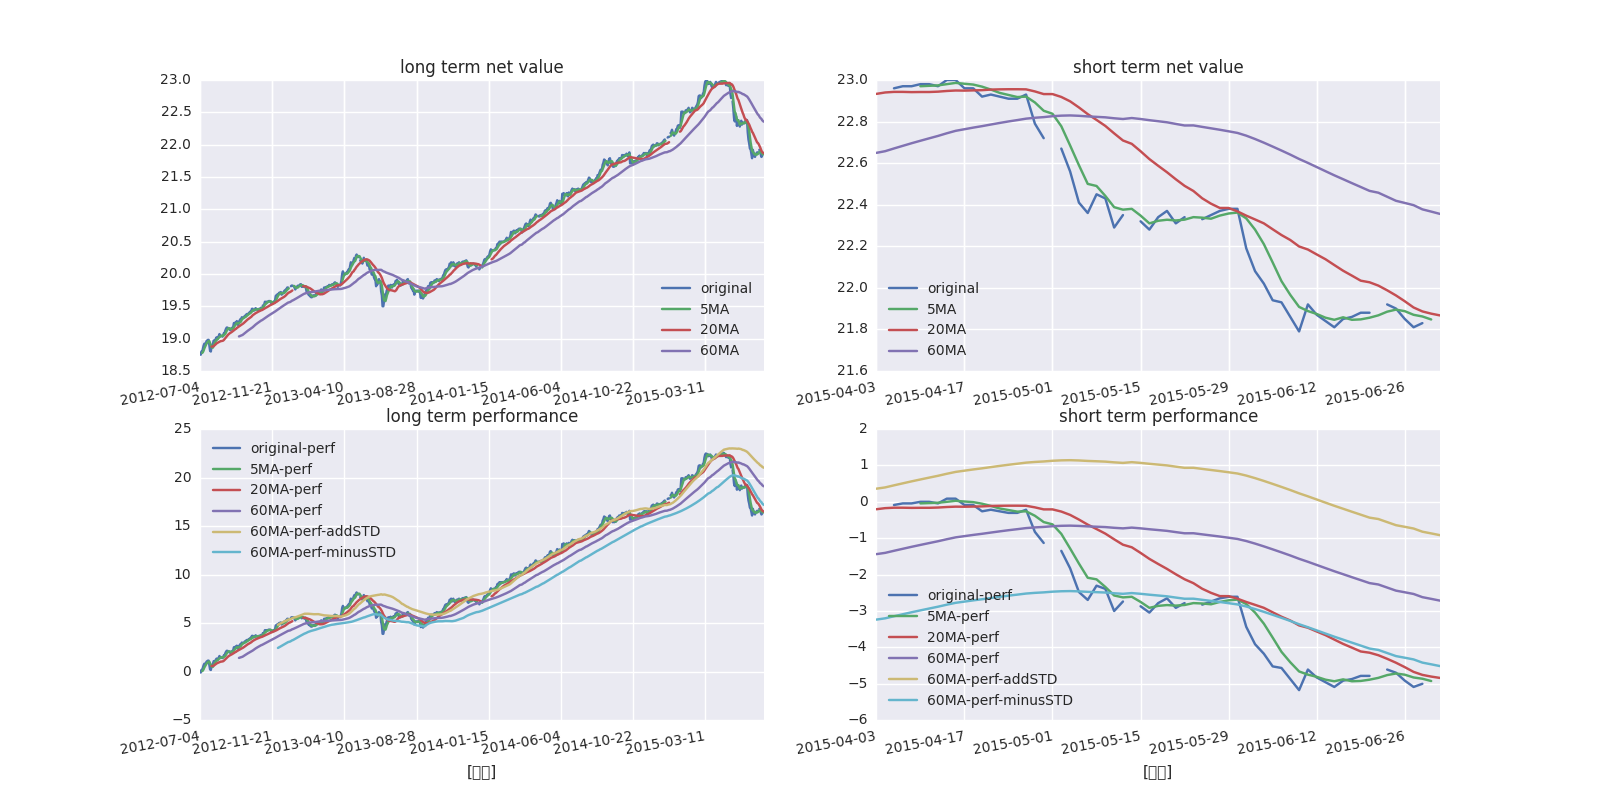 long term net value
23.0
22.5
22.0
21.5
21.0
20.5
20.0
19.5
19.0
18.5
original
5MA
20MA
60MA
2012-07-04 2012-11-21 2013-04-10 2013-08-28 2014-01-15 2014-06-04 2014-10-22 2015-03-11
short term net value
23.0
22.8
22.6
22.4
22.2
22.0
21.8
21.6
original
5MA
20MA
60MA
2015-04-03 2015-04-17 2015-05-01 2015-05-15 2015-05-29 2015-06-12 2015-06-26
long term performance
25
20
15
10
5
0
−5
original-perf
5MA-perf
20MA-perf
60MA-perf
60MA-perf-addSTD
60MA-perf-minusSTD
2012-07-04 2012-11-21 2013-04-10 2013-08-28 2014-01-15 2014-06-04 2014-10-22 2015-03-11
short term performance
2
1
0
−1
−2
−3
−4
−5
−6
original-perf
5MA-perf
20MA-perf
60MA-perf
60MA-perf-addSTD
60MA-perf-minusSTD
2015-04-03 2015-04-17 2015-05-01 2015-05-15 2015-05-29 2015-06-12 2015-06-26